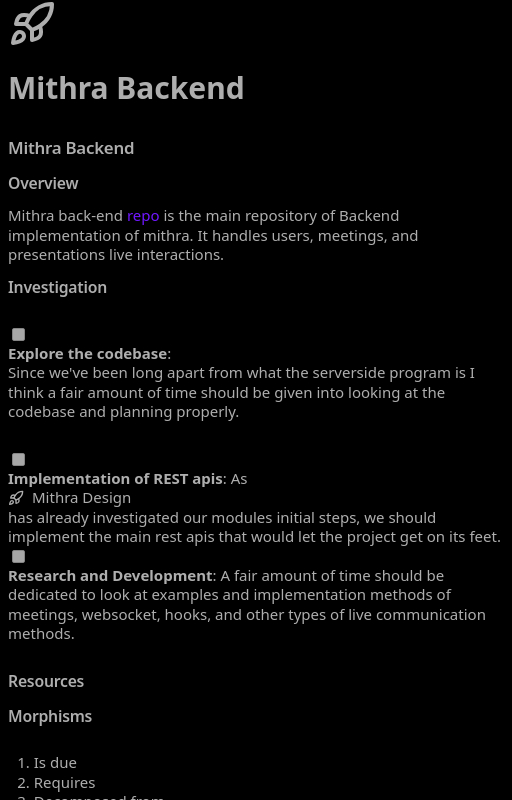 Mithra Backend
Mithra Backend
Overview
Mithra back-end repo is the main repository of Backend
implementation of mithra. It handles users, meetings, and
presentations live interactions.
Investigation
Explore the codebase:
Since we've been long apart from what the serverside program is I
think a fair amount of time should be given into looking at the
codebase and planning properly.
Implementation of REST apis: As
Mithra Design
has already investigated our modules initial steps, we should
implement the main rest apis that would let the project get on its feet.
Research and Development: A fair amount of time should be
dedicated to look at examples and implementation methods of
meetings, websocket, hooks, and other types of live communication
methods.
Resources
Morphisms
1. Is due
2. Requires
3. Decomposed from